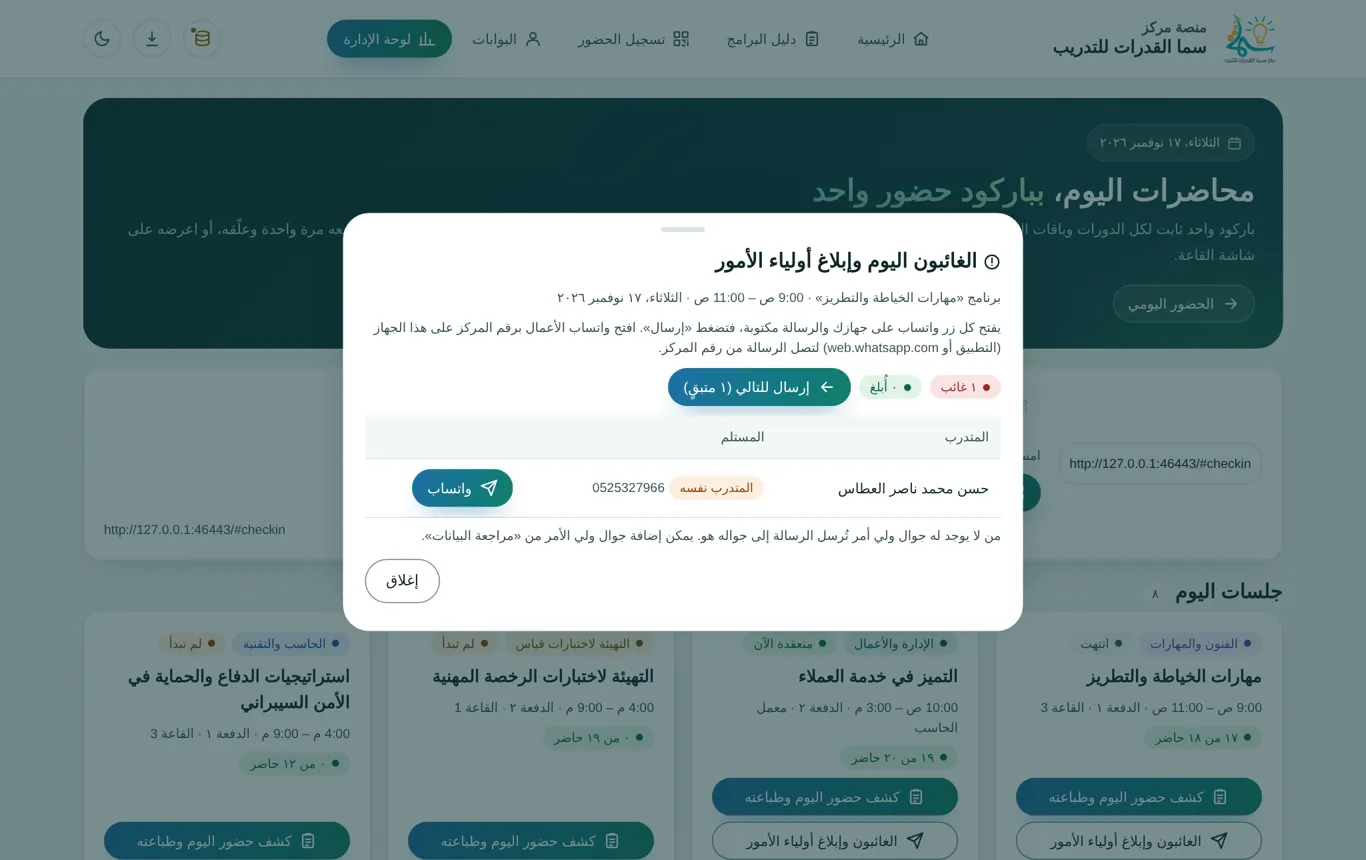 منصة مركز
سما القدرات للتدريب
الرئيسية
دليل البرامج
تسجيل الحضور
البوابات
لوحة الإدارة
الثلاثاء، ١٧ نوفمبر ٢٠٢٦
محاضرات اليوم، بباركود حضور واحد
باركود واحد ثابت لكل الدورات وباقات
مرة واحدة وعلّقه، أو اعرضه على
شاشة القاعة.
الحضور اليومي
الغائبون اليوم وإبلاغ أولياء الأمور
برنامج «مهارات الخياطة والتطريز» · 9:00 ص – 11:00 ص · الثلاثاء، ١٧ نوفمبر ٢٠٢٦
يفتح كل زر واتساب على جهازك والرسالة مكتوبة، فتضغط «إرسال». افتح واتساب الأعمال برقم المركز على هذا الجهاز
(التطبيق أو web.whatsapp.com) لتصل الرسالة من رقم المركز.
١ غائب
٠ أُبلغ
إرسال للتالي (١ متبقٍ)
المتدرب
المستلم
حسن محمد ناصر العطاس
المتدرب نفسه 0525327966
واتساب
من لا يوجد له جوال ولي أمر تُرسل الرسالة إلى جواله هو. يمكن إضافة جوال ولي الأمر من «مراجعة البيانات».
إغلاق
http://127.0.0.1:46443/#checkin
http://127.0.0.1:46443/#checkin
جلسات اليوم ٨
الفنون والمهارات
انتهت
مهارات الخياطة والتطريز
9:00 ص – 11:00 ص · الدفعة ١ · القاعة 3
١٧ من ١٨ حاضر
كشف حضور اليوم وطباعته
الغائبون وإبلاغ أولياء الأمور
الإدارة والأعمال
منعقدة الآن
التميز في خدمة العملاء
10:00 ص – 3:00 م · الدفعة ٢ · معمل
الحاسب
١٩ من ٢٠ حاضر
كشف حضور اليوم وطباعته
الغائبون وإبلاغ أولياء الأمور
التهيئة لاختبارات قياس
لم تبدأ
التهيئة لاختبارات الرخصة المهنية
4:00 م – 9:00 م · الدفعة ٢ · القاعة 1
٠ من ١٩ حاضر
كشف حضور اليوم وطباعته
الحاسب والتقنية
لم تبدأ
استراتيجيات الدفاع والحماية في
الأمن السيبراني
4:00 م – 9:00 م · الدفعة ١ · القاعة 3
٠ من ١٢ حاضر
كشف حضور اليوم وطباعته